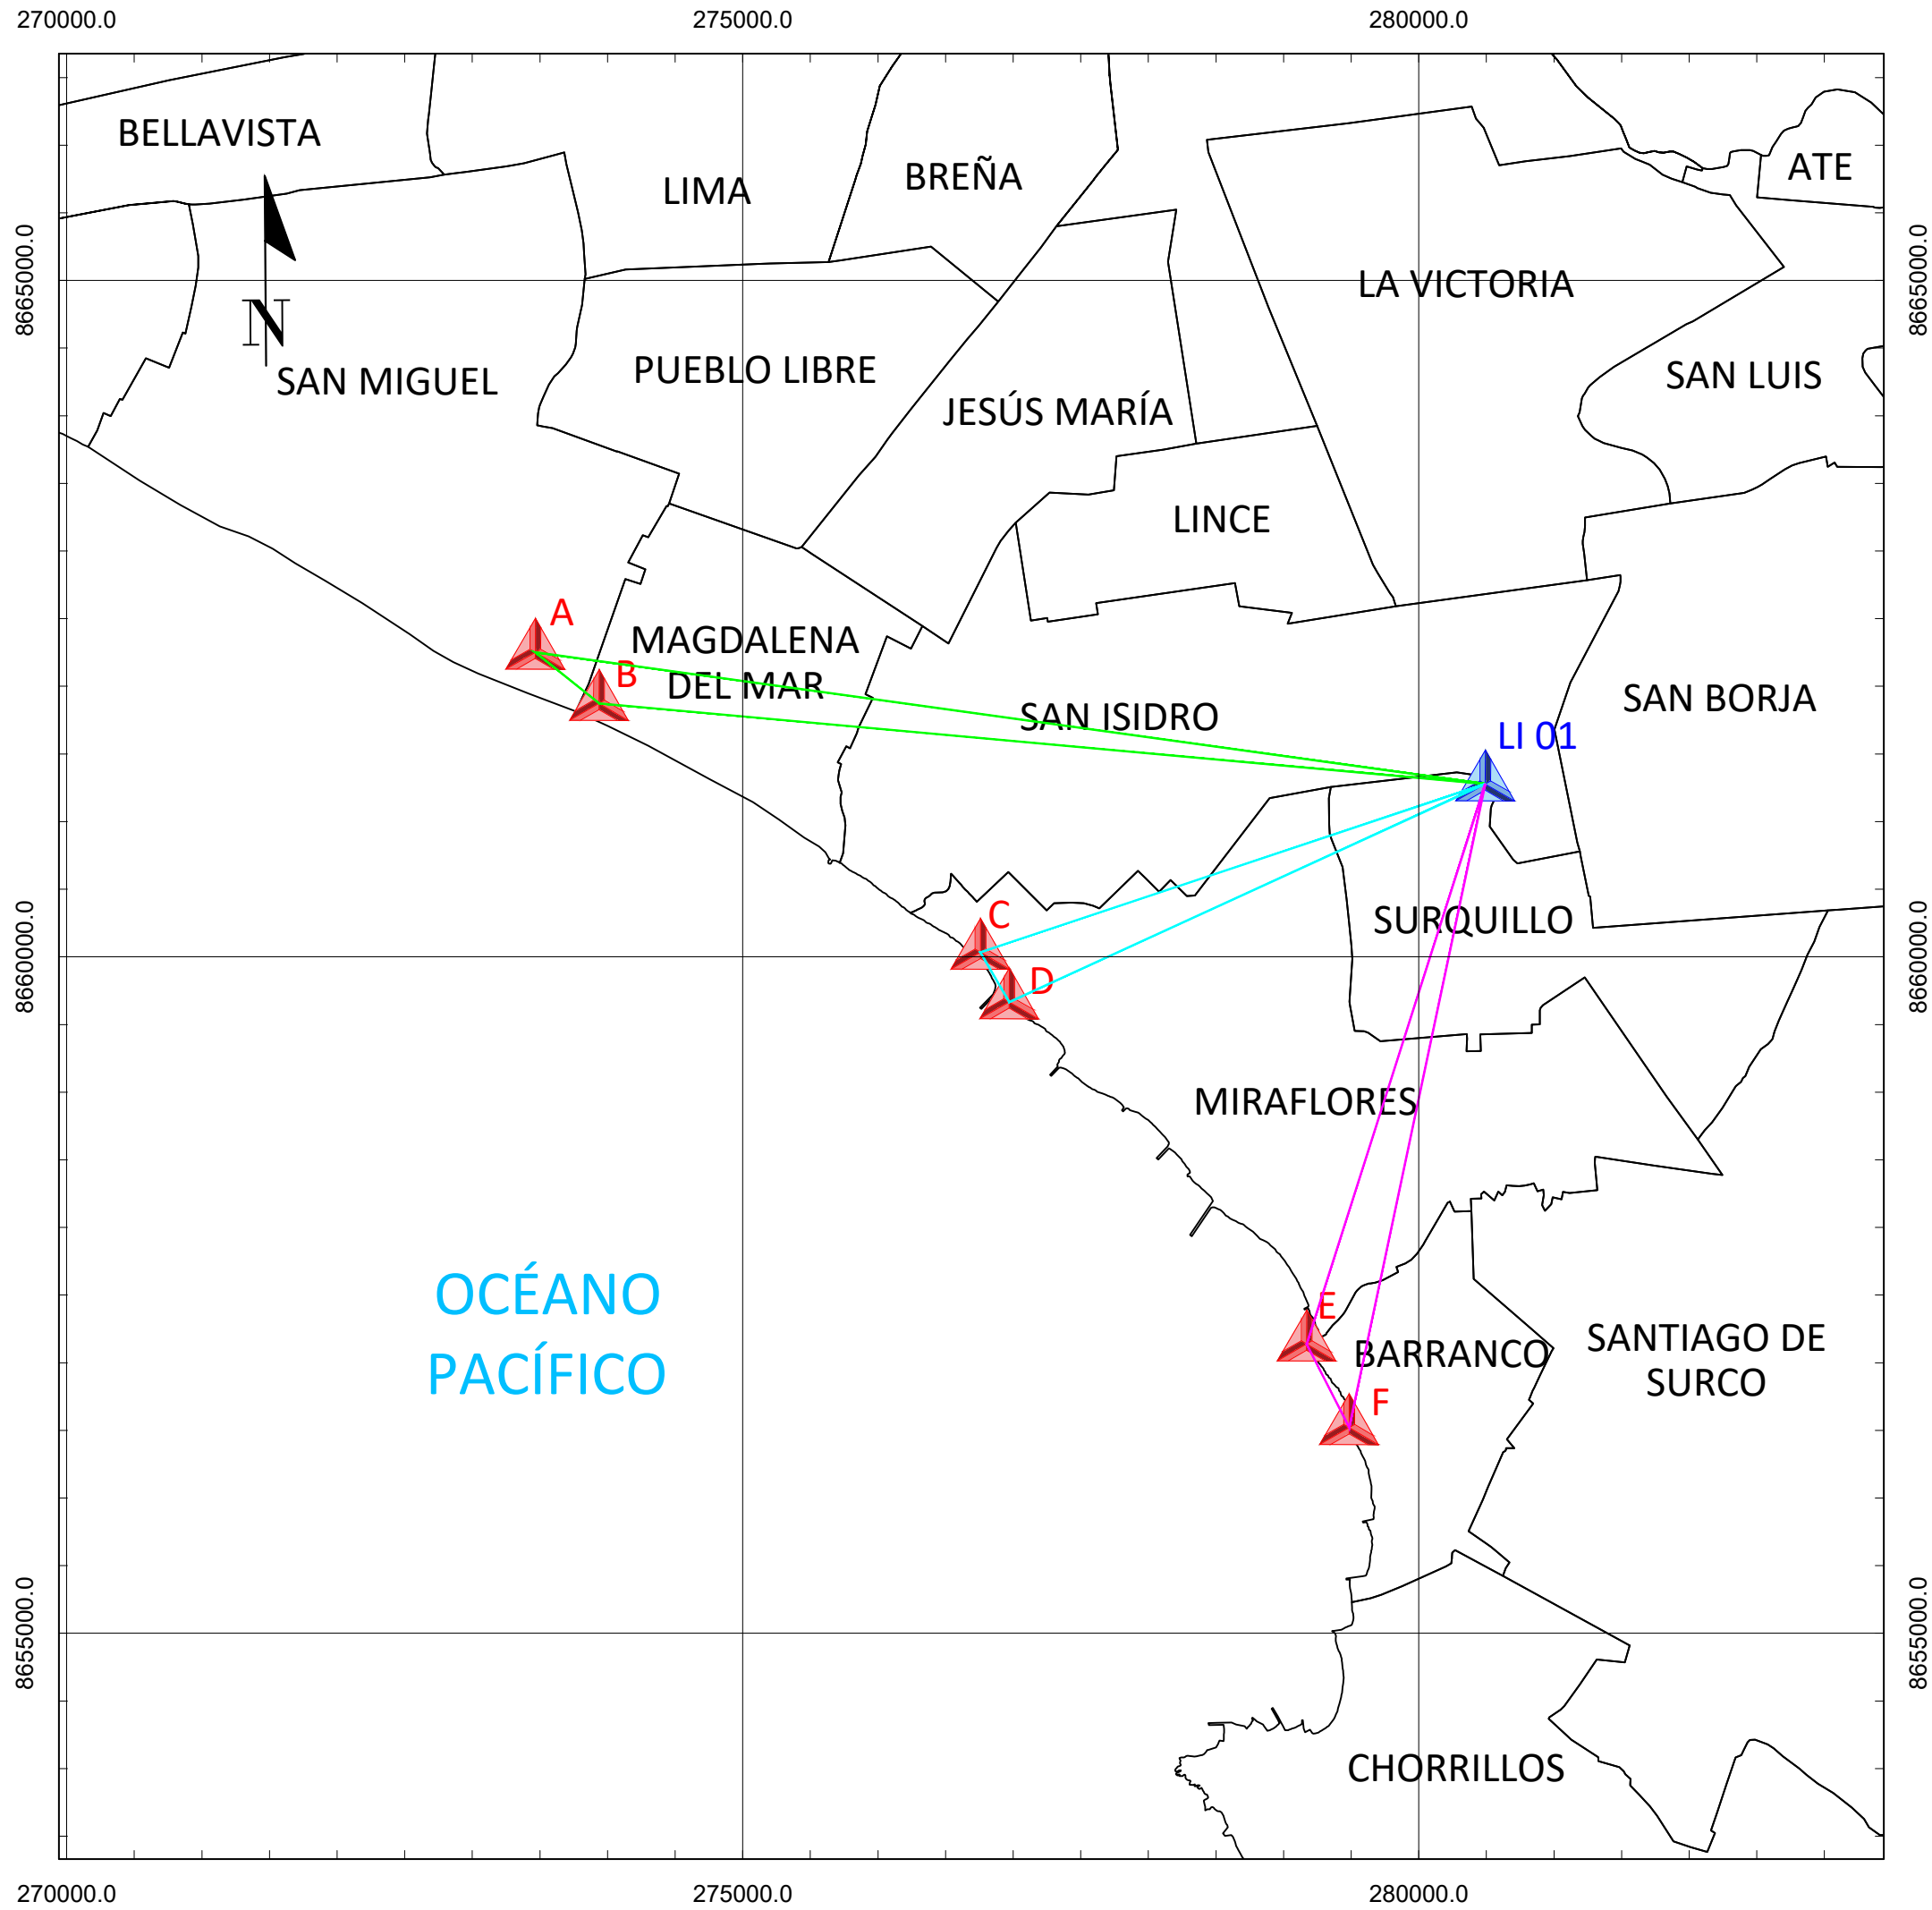 270000.0
275000.0
280000.0
BELLAVISTA
LIMA
BREÑA
ATE
8665000.0
8665000.0
LA VICTORIA
N
SAN MIGUEL
PUEBLO LIBRE
JESÚS MARÍA
SAN LUIS
LINCE
A
MAGDALENA
DEL MAR
B
SAN ISIDRO
SAN BORJA
LI 01
C
SURQUILLO
D
8660000.0
8660000.0
MIRAFLORES
OCÉANO
PACÍFICO
E
BARRANCO
SANTIAGO DE
SURCO
F
8655000.0
8655000.0
CHORRILLOS
270000.0
275000.0
280000.0